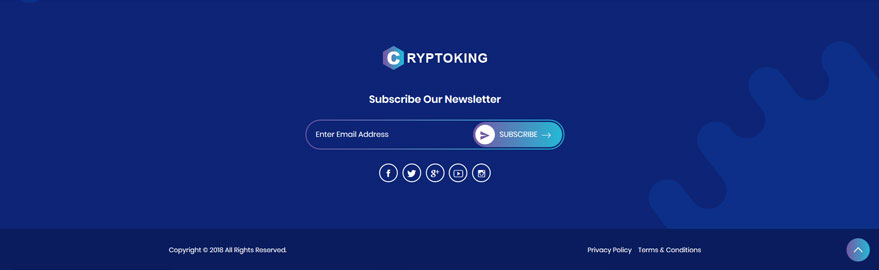 CRYPTOKING
Subscribe Our Newsletter
Enter Email Address SUBSCRIBE
Copyright © 2018 All Rights Reserved. Privacy Policy Terms & Conditions